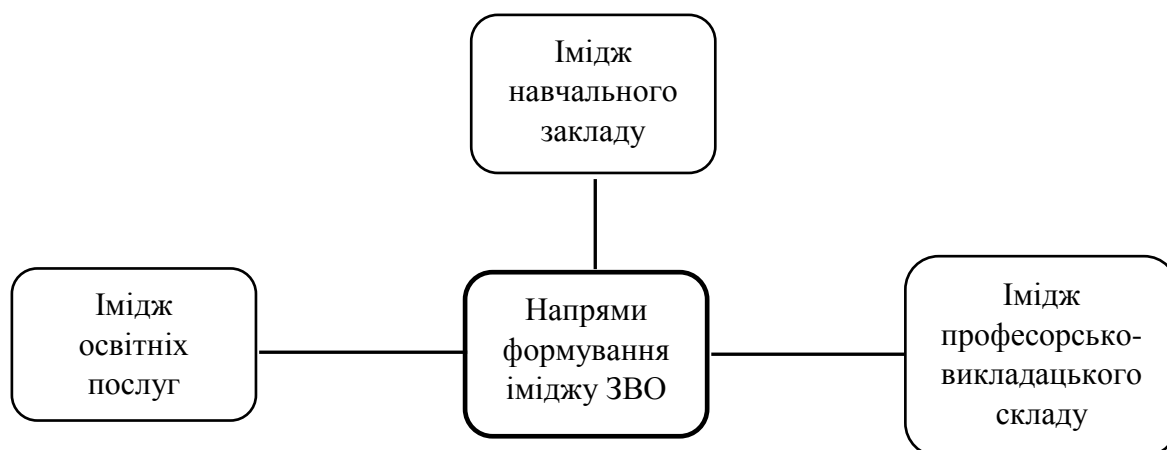 Імідж
навчального
закладу
Імідж
освітніх
послуг
Напрями
формування
іміджу ЗВО
Імідж
професорсько-
викладацького
складу